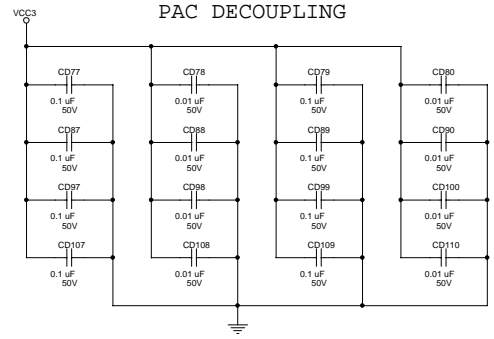 PAC DECOUPLING
VCC3
CD77 CD78 CD79 CD80
0.1 uF 0.01 uF 0.1 uF 0.01 uF
50V 50V 50V 50V
CD87 CD88 CD89 CD90
0.1 uF 0.01 uF 0.1 uF 0.01 uF
50V 50V 50V 50V
CD97 CD98 CD99 CD100
0.1 uF 0.01 uF 0.1 uF 0.01 uF
50V 50V 50V 50V
CD107 CD108 CD109 CD110
0.1 uF 0.01 uF 0.1 uF 0.01 uF
50V 50V 50V 50V